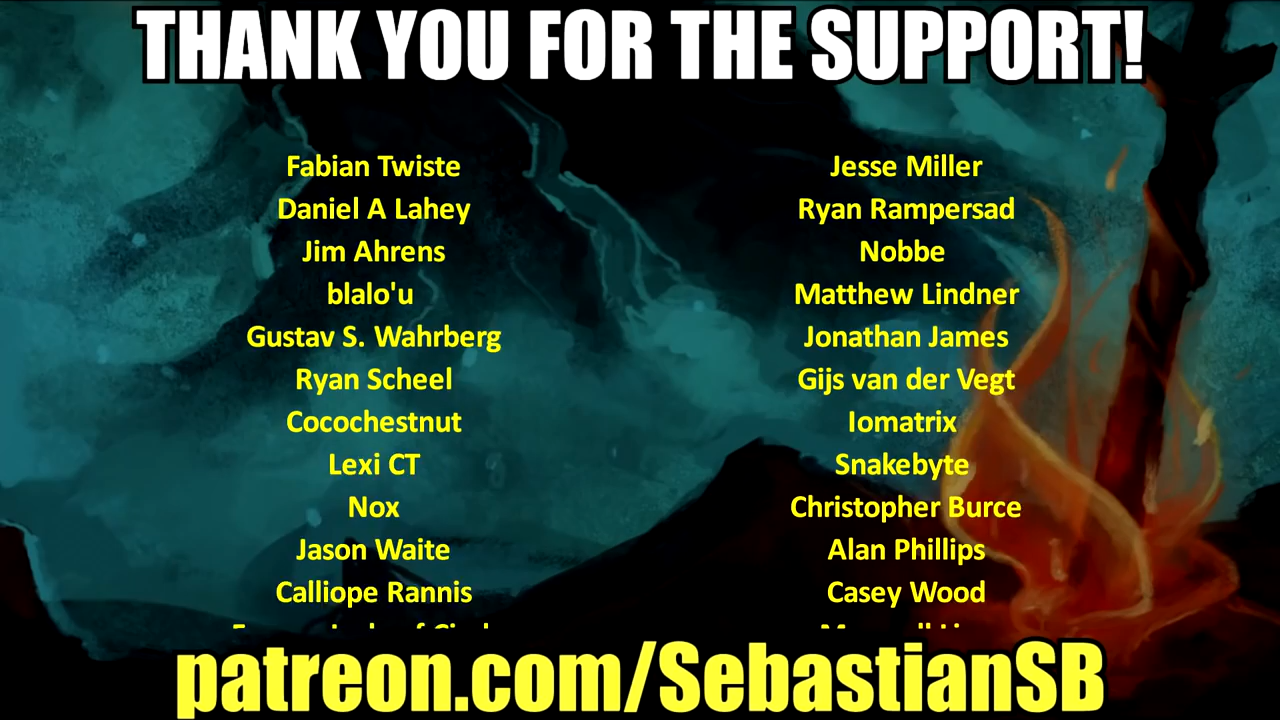 THANK YOU FOR THE SUPPORT!
Fabian Twiste
Daniel A Lahey
Jim Ahrens
blalo'u
Gustav S. Wahrberg
Ryan Scheel
Cocochestnut
Lexi CT
Nox
Jason Waite
Calliope Rannis
Jesse Miller
Ryan Rampersad
Nobbe
Matthew Lindner
Jonathan James
Gijs van der Vegt
Iomatrix
Snakebyte
Christopher Burce
Alan Phillips
Casey Wood
patreon.com/SebastianSB